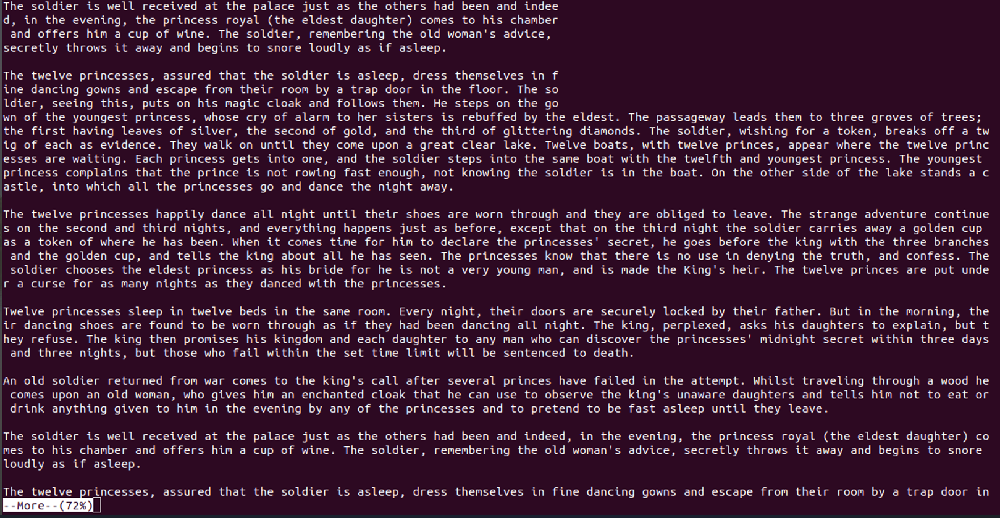 The soldier is well received at the palace just as the others had been and indee
d, in the evening, the princess royal (the eldest daughter) comes to his chamber
 and offers him a cup of wine. The soldier, remembering the old woman's advice,
secretly throws it away and begins to snore loudly as if asleep.

The twelve princesses, assured that the soldier is asleep, dress themselves in f
ine dancing gowns and escape from their room by a trap door in the floor. The so
ldier, seeing this, puts on his magic cloak and follows them. He steps on the go
wn of the youngest princess, whose cry of alarm to her sisters is rebuffed by the eldest. The passageway leads them to three groves of trees;
the first having leaves of silver, the second of gold, and the third of glittering diamonds. The soldier, wishing for a token, breaks off a tw
ig of each as evidence. They walk on until they come upon a great clear lake. Twelve boats, with twelve princes, appear where the twelve princ
esses are waiting. Each princess gets into one, and the soldier steps into the same boat with the twelfth and youngest princess. The youngest
princess complains that the prince is not rowing fast enough, not knowing the soldier is in the boat. On the other side of the lake stands a c
astle, into which all the princesses go and dance the night away.

The twelve princesses happily dance all night until their shoes are worn through and they are obliged to leave. The strange adventure continue
s on the second and third nights, and everything happens just as before, except that on the third night the soldier carries away a golden cup
as a token of where he has been. When it comes time for him to declare the princesses' secret, he goes before the king with the three branches
 and the golden cup, and tells the king about all he has seen. The princesses know that there is no use in denying the truth, and confess. The
 soldier chooses the eldest princess as his bride for he is not a very young man, and is made the King's heir. The twelve princes are put unde
r a curse for as many nights as they danced with the princesses.

Twelve princesses sleep in twelve beds in the same room. Every night, their doors are securely locked by their father. But in the morning, the
ir dancing shoes are found to be worn through as if they had been dancing all night. The king, perplexed, asks his daughters to explain, but t
hey refuse. The king then promises his kingdom and each daughter to any man who can discover the princesses' midnight secret within three days
 and three nights, but those who fail within the set time limit will be sentenced to death.

An old soldier returned from war comes to the king's call after several princes have failed in the attempt. Whilst traveling through a wood he
 comes upon an old woman, who gives him an enchanted cloak that he can use to observe the king's unaware daughters and tells him not to eat or
 drink anything given to him in the evening by any of the princesses and to pretend to be fast asleep until they leave.

The soldier is well received at the palace just as the others had been and indeed, in the evening, the princess royal (the eldest daughter) co
mes to his chamber and offers him a cup of wine. The soldier, remembering the old woman's advice, secretly throws it away and begins to snore
loudly as if asleep.

The twelve princesses, assured that the soldier is asleep, dress themselves in fine dancing gowns and escape from their room by a trap door in
--More--(72%)